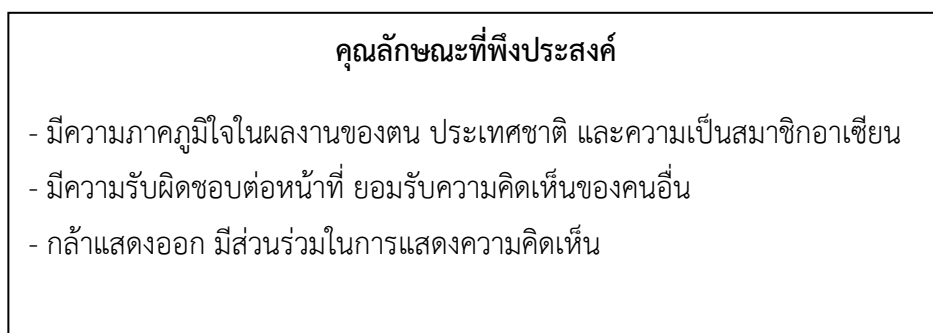 คุณลักษณะที่พึงประสงค์
- มีความภาคภูมิใจในผลงานของตน ประเทศชาติ และความเป็นสมาชิกอาเซียน
- มีความรับผิดชอบต่อหน้าที่ ยอมรับความคิดเห็นของคนอื่น
- กล้าแสดงออก มีส่วนร่วมในการแสดงความคิดเห็น